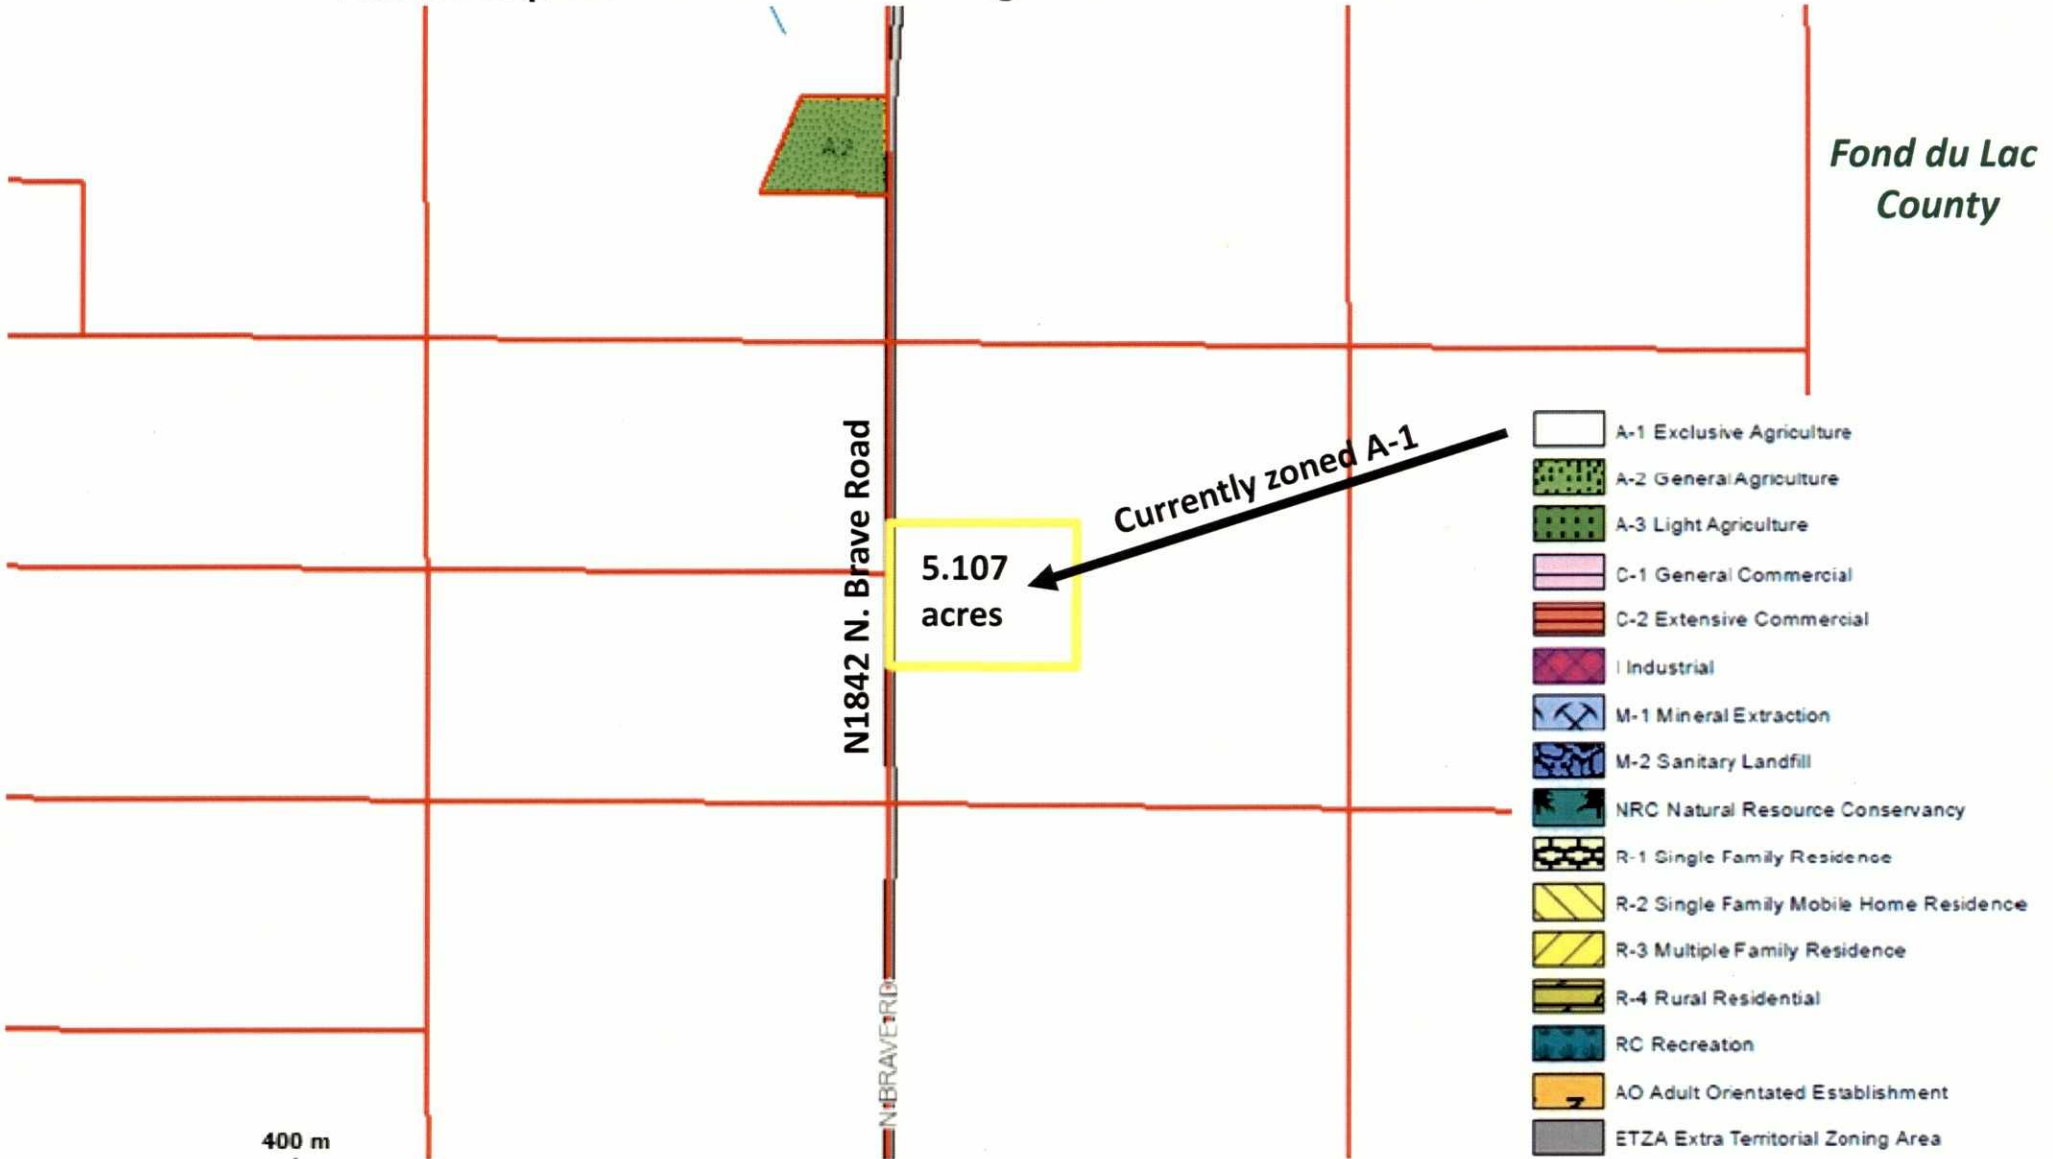 Fond du Lac
County
A-2
N1842 N. Brave Road
Currently zoned A-1
5.107
acres
A-1 Exclusive Agriculture
A-2 General Agriculture
A-3 Light Agriculture
C-1 General Commercial
C-2 Extensive Commercial
I Industrial
M-1 Mineral Extraction
M-2 Sanitary Landfill
NRC Natural Resource Conservancy
R-1 Single Family Residence
R-2 Single Family Mobile Home Residence
R-3 Multiple Family Residence
R-4 Rural Residential
RC Recreation
AO Adult Orientated Establishment
ETZA Extra Territorial Zoning Area
N BRAVE RD
400 m